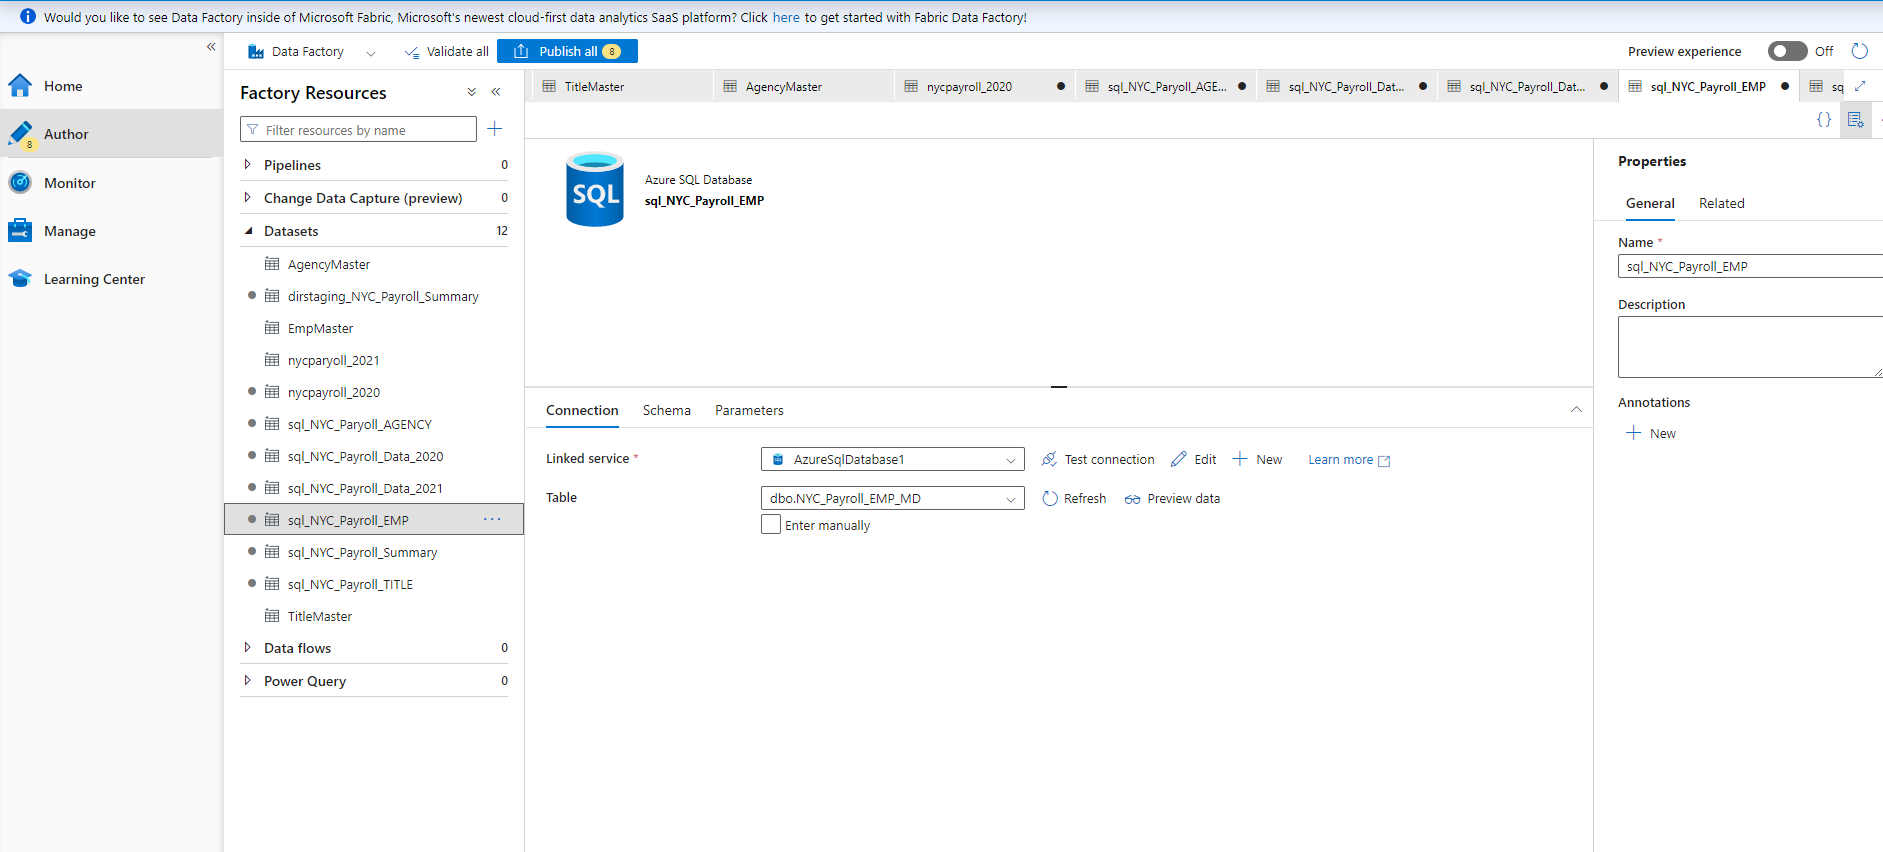 Would you like to see Data Factory inside of Microsoft Fabric, Microsoft's newest cloud-first data analytics SaaS platform? Click here to get started with Fabric Data Factory!
Data Factory
Validate all
Publish all 8
Preview experience
Off
Home
Author
8
Monitor
Manage
Learning Center
Factory Resources
Filter resources by name
Pipelines 0
Change Data Capture (preview) 0
Datasets 12
AgencyMaster
dirstaging_NYC_Payroll_Summary
EmpMaster
nycparyoll_2021
nycpayroll_2020
sql_NYC_Paryoll_AGENCY
sql_NYC_Payroll_Data_2020
sql_NYC_Payroll_Data_2021
sql_NYC_Payroll_EMP
sql_NYC_Payroll_Summary
sql_NYC_Payroll_TITLE
TitleMaster
Data flows 0
Power Query 0
TitleMaster
AgencyMaster
nycpayroll_2020
sql_NYC_Paryoll_AGE...
sql_NYC_Payroll_Dat...
sql_NYC_Payroll_Dat...
sql_NYC_Payroll_EMP
sq
{}
SQL
Azure SQL Database
sql_NYC_Payroll_EMP
Connection
Schema
Parameters
Linked service *
AzureSqlDatabase1
Test connection
Edit
New
Learn more
Table
dbo.NYC_Payroll_EMP_MD
Refresh
Preview data
Enter manually
Properties
General
Related
Name *
sql_NYC_Payroll_EMP
Description
Annotations
New